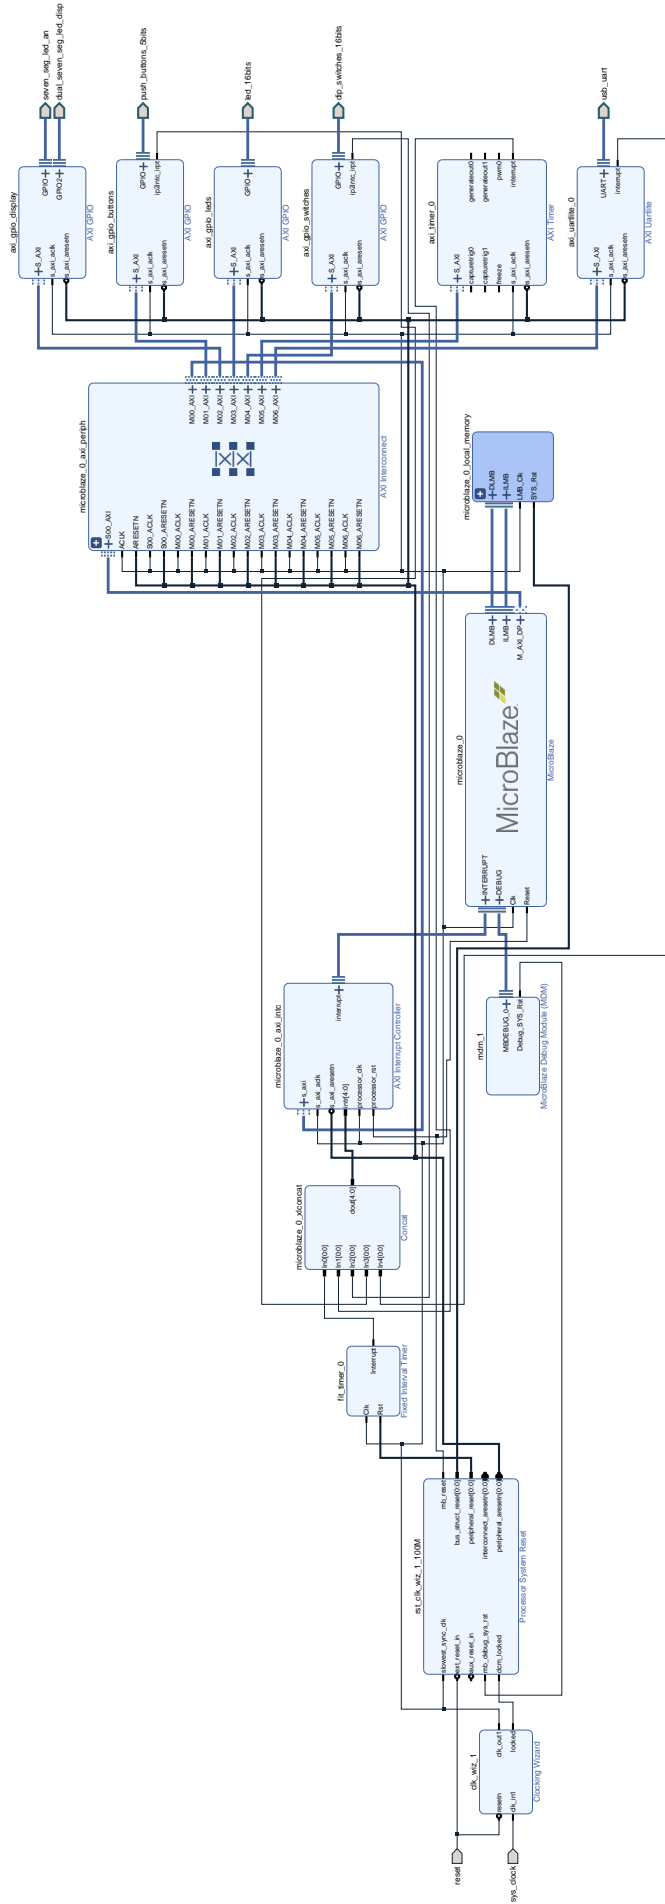 reset
sys_clock
clk_wiz_1
resetn
clk_in1
clk_out1
locked
Clocking Wizard
rst_clk_wiz_1_100M
slowest_sync_clk
ext_reset_in
aux_reset_in
mb_debug_sys_rst
dcm_locked
mb_reset
bus_struct_reset[0:0]
peripheral_reset[0:0]
interconnect_aresetn[0:0]
peripheral_aresetn[0:0]
Processor System Reset
fit_timer_0
Clk
Rst
Interrupt
Fixed Interval Timer
microblaze_0_xlconcat
In0[0:0]
In1[0:0]
In2[0:0]
In3[0:0]
In4[0:0]
dout[4:0]
Concat
microblaze_0_axi_intc
s_axi
s_axi_aclk
s_axi_aresetn
intr[4:0]
processor_clk
processor_rst
interrupt
AXI Interrupt Controller
mdm_1
MBDEBUG_0
Debug_SYS_Rst
MicroBlaze Debug Module (MDM)
microblaze_0
INTERRUPT
DEBUG
Clk
Reset
MicroBlaze
DLMB
ILMB
M_AXI_DP
MicroBlaze
microblaze_0_local_memory
DLMB
ILMB
LMB_Clk
SYS_Rst
microblaze_0_axi_periph
S00_AXI
ACLK
ARESETN
S00_ACLK
S00_ARESETN
M00_ACLK
M00_ARESETN
M01_ACLK
M01_ARESETN
M02_ACLK
M02_ARESETN
M03_ACLK
M03_ARESETN
M04_ACLK
M04_ARESETN
M05_ACLK
M05_ARESETN
M06_ACLK
M06_ARESETN
M00_AXI
M01_AXI
M02_AXI
M03_AXI
M04_AXI
M05_AXI
M06_AXI
AXI Interconnect
axi_gpio_display
S_AXI
s_axi_aclk
s_axi_aresetn
GPIO
GPIO2
AXI GPIO
seven_seg_led_an
dual_seven_seg_led_disp
axi_gpio_buttons
S_AXI
s_axi_aclk
s_axi_aresetn
GPIO
ip2intc_irpt
AXI GPIO
push_buttons_5bits
axi_gpio_leds
S_AXI
s_axi_aclk
s_axi_aresetn
GPIO
AXI GPIO
led_16bits
axi_gpio_switches
S_AXI
s_axi_aclk
s_axi_aresetn
GPIO
ip2intc_irpt
AXI GPIO
dip_switches_16bits
axi_timer_0
S_AXI
capturetrig0
capturetrig1
freeze
s_axi_aclk
s_axi_aresetn
generateout0
generateout1
pwm0
interrupt
AXI Timer
axi_uartlite_0
S_AXI
s_axi_aclk
s_axi_aresetn
UART
interrupt
AXI Uartlite
usb_uart